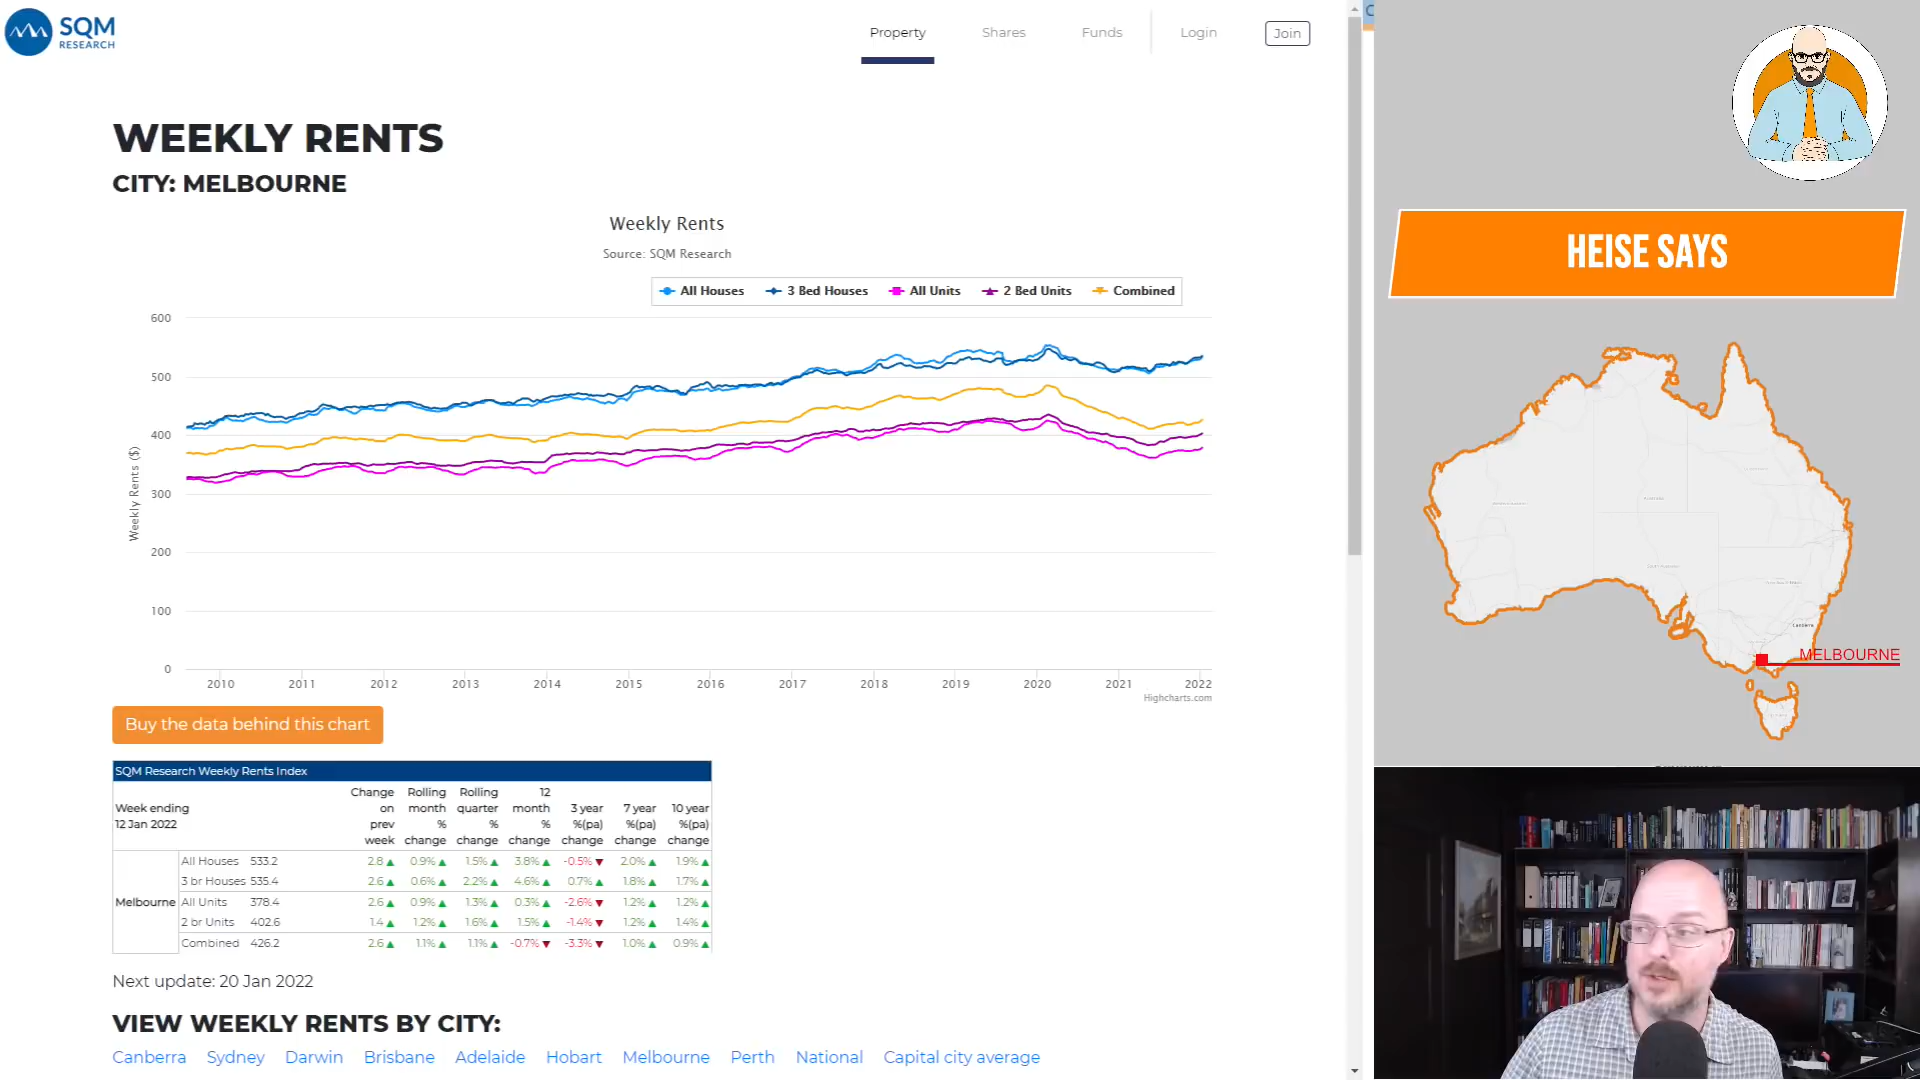 SQM
RESEARCH
Property
Shares
Funds
Login
Join
WEEKLY RENTS
CITY: MELBOURNE
Weekly Rents
Source: SQM Research
All Houses 3 Bed Houses All Units 2 Bed Units Combined
Weekly Rents ($)
600
500
400
300
200
100
0
2010 2011 2012 2013 2014 2015 2016 2017 2018 2019 2020 2021 2022
Highcharts.com
Buy the data behind this chart
SQM Research Weekly Rents Index
Week ending
12 Jan 2022
Change on prev week
Rolling month % change
Rolling quarter % change
12 month % change
3 year %(pa) change
7 year %(pa) change
10 year %(pa) change
Melbourne
All Houses 533.2 2.8 ▲ 0.9% ▲ 1.5% ▲ 3.8% ▲ -0.5% ▼ 2.0% ▲ 1.9% ▲
3 br Houses 535.4 2.6 ▲ 0.6% ▲ 2.2% ▲ 4.6% ▲ 0.7% ▲ 1.8% ▲ 1.7% ▲
All Units 378.4 2.6 ▲ 0.9% ▲ 1.3% ▲ 0.3% ▲ -2.6% ▼ 1.2% ▲ 1.2% ▲
2 br Units 402.6 1.4 ▲ 1.2% ▲ 1.6% ▲ 1.5% ▲ -1.4% ▼ 1.2% ▲ 1.4% ▲
Combined 426.2 2.6 ▲ 1.1% ▲ 1.1% ▲ -0.7% ▼ -3.3% ▼ 1.0% ▲ 0.9% ▲
Next update: 20 Jan 2022
VIEW WEEKLY RENTS BY CITY:
Canberra Sydney Darwin Brisbane Adelaide Hobart Melbourne Perth National Capital city average
HEISE SAYS
Canberra
MELBOURNE